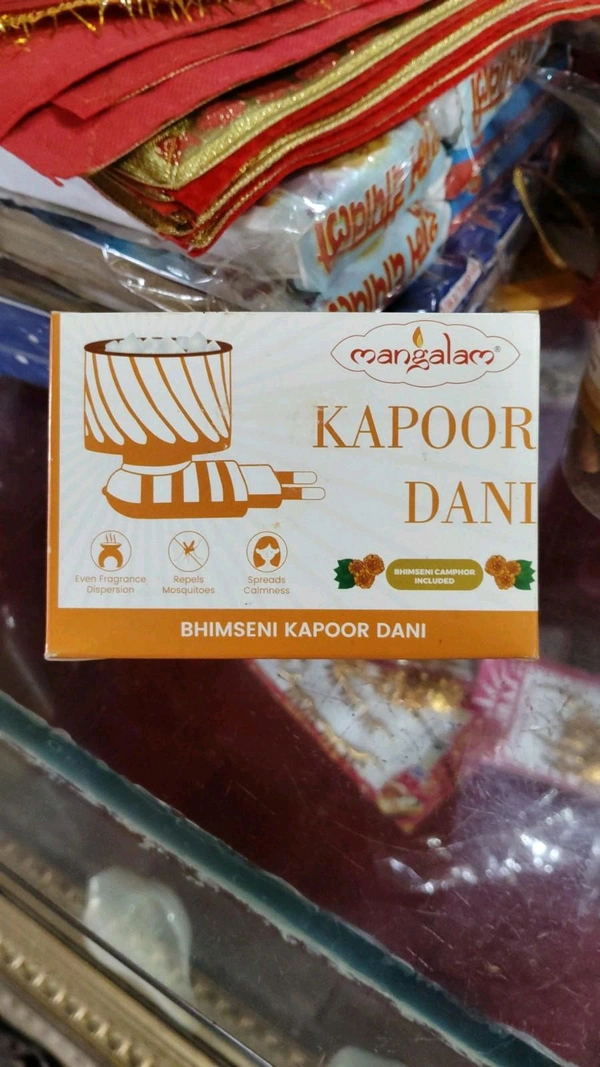 mangalam®
KAPOOR
DANI
Even Fragrance
Dispersion
Repels
Mosquitoes
Spreads
Calmness
BHIMSENI CAMPHOR
INCLUDED
BHIMSENI KAPOOR DANI